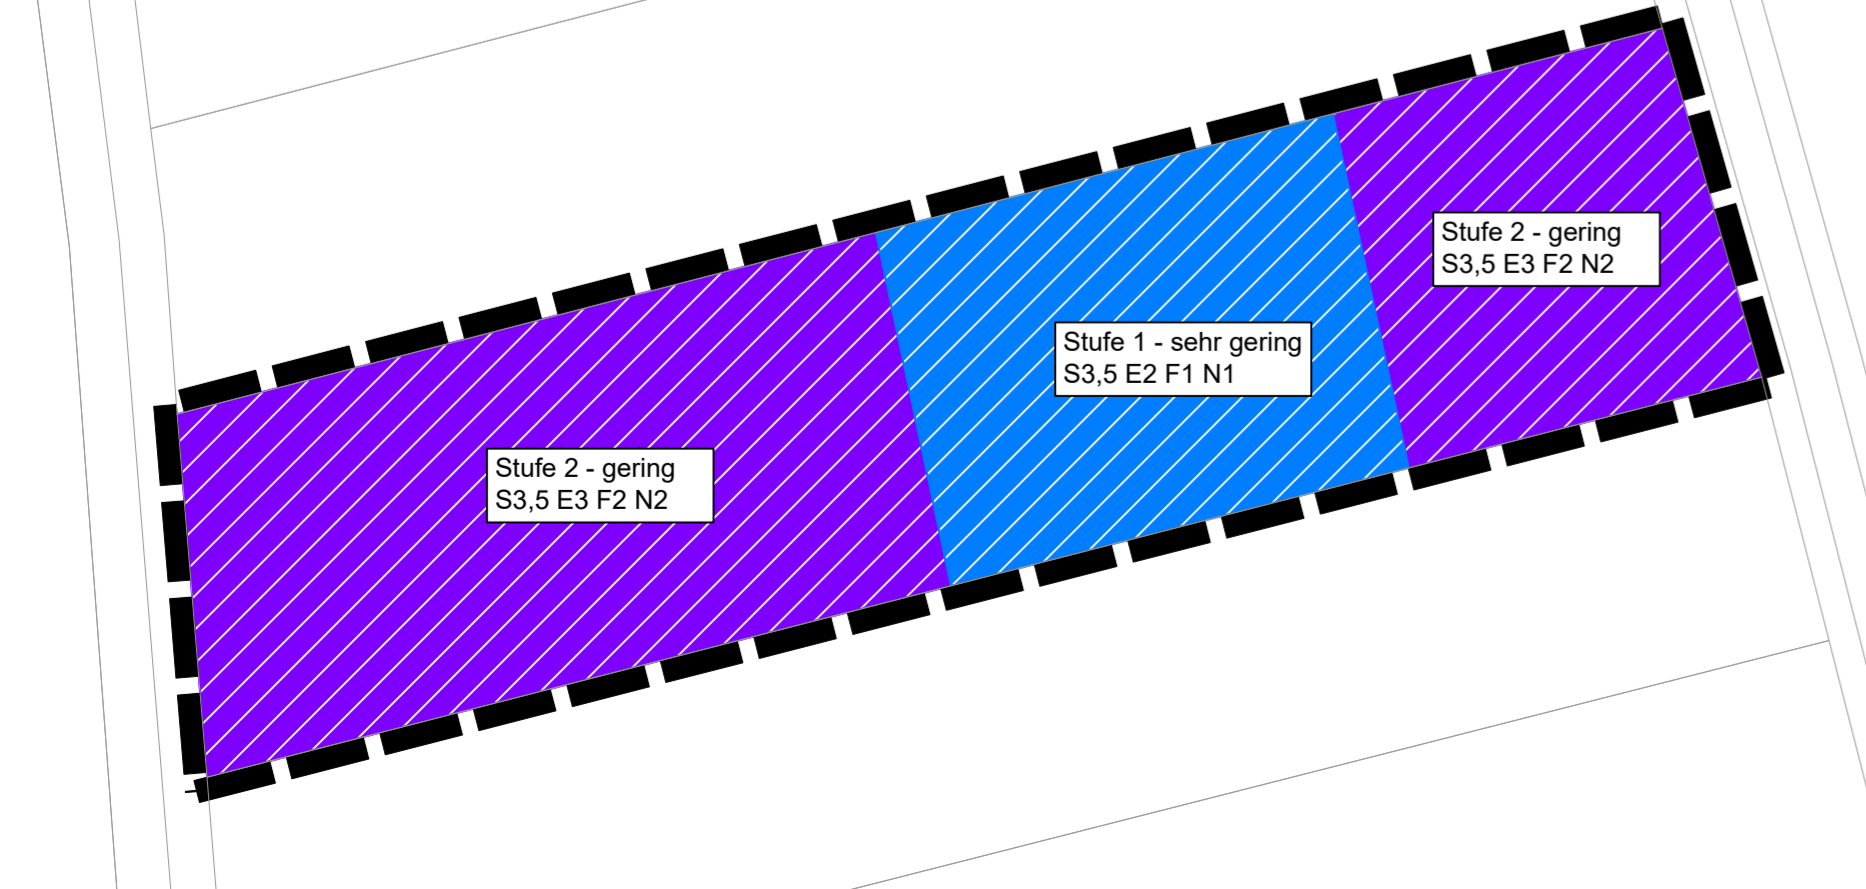 Stufe 2 - gering
S3,5 E3 F2 N2
Stufe 1 - sehr gering
S3,5 E2 F1 N1
Stufe 2 - gering
S3,5 E3 F2 N2